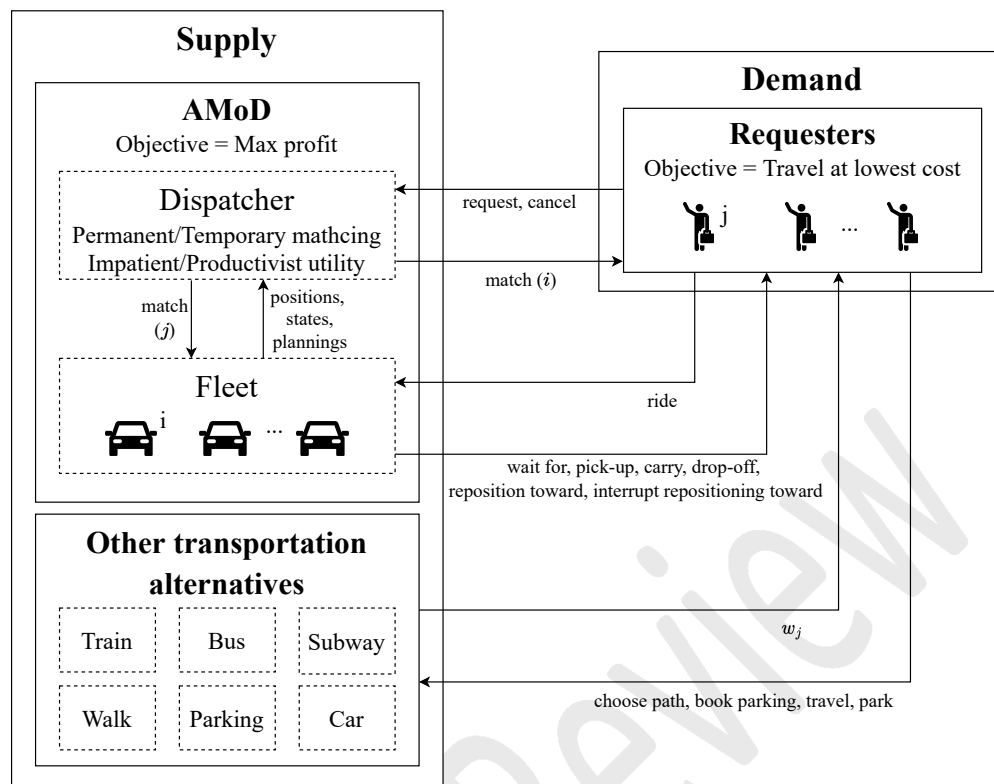 Supply
AMoD
Objective = Max profit
Dispatcher
Permanent/Temporary mathcing
Impatient/Productivist utility
match
(j)
positions,
states,
plannings
Fleet
i
...
Other transportation
alternatives
Train
Bus
Subway
Walk
Parking
Car
request, cancel
match (i)
ride
wait for, pick-up, carry, drop-off,
reposition toward, interrupt repositioning toward
w_j
choose path, book parking, travel, park
Demand
Requesters
Objective = Travel at lowest cost
j
...
Review